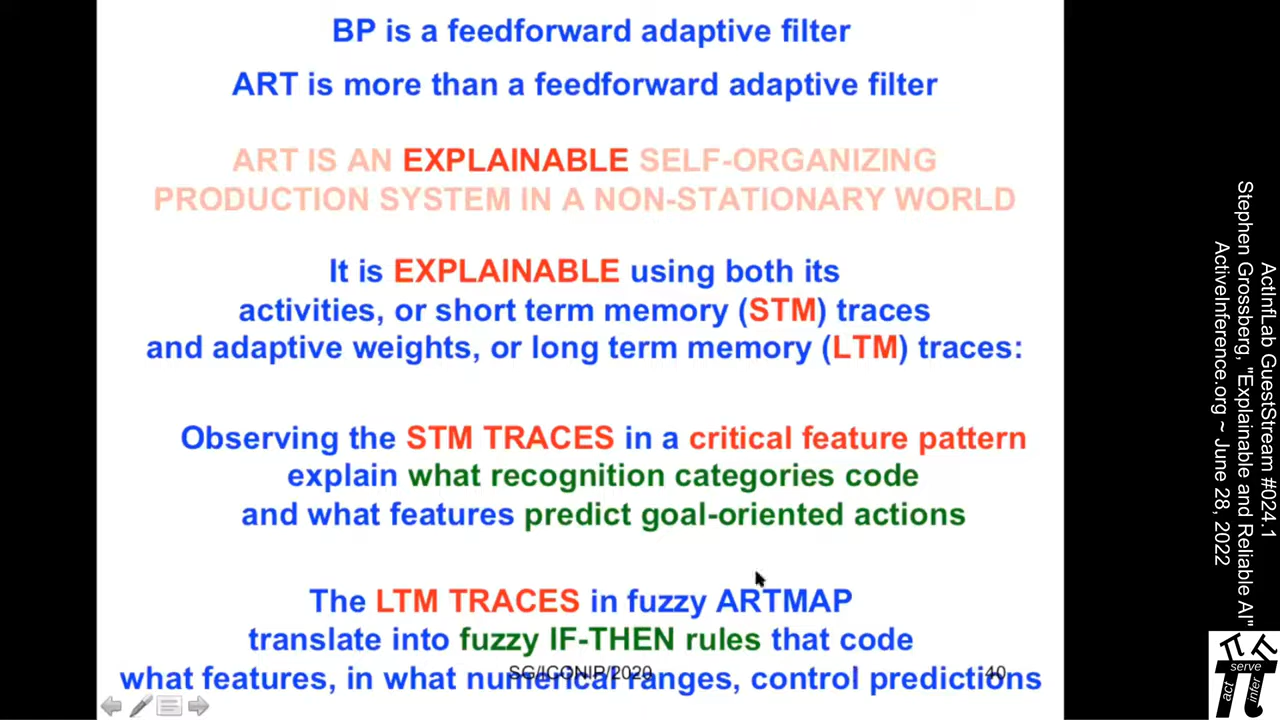 BP is a feedforward adaptive filter
ART is more than a feedforward adaptive filter
ART IS AN EXPLAINABLE SELF-ORGANIZING
PRODUCTION SYSTEM IN A NON-STATIONARY WORLD
It is EXPLAINABLE using both its
activities, or short term memory (STM) traces
and adaptive weights, or long term memory (LTM) traces:
Observing the STM TRACES in a critical feature pattern
explain what recognition categories code
and what features predict goal-oriented actions
The LTM TRACES in fuzzy ARTMAP
translate into fuzzy IF-THEN rules that code
what features, in what numerical ranges, control predictions
SG/ICONIP/2020
40
ActInfLab GuestStream #024.1
Stephen Grossberg, "Explainable and Reliable AI"
ActiveInference.org ~ June 28, 2022
serve
act
infer